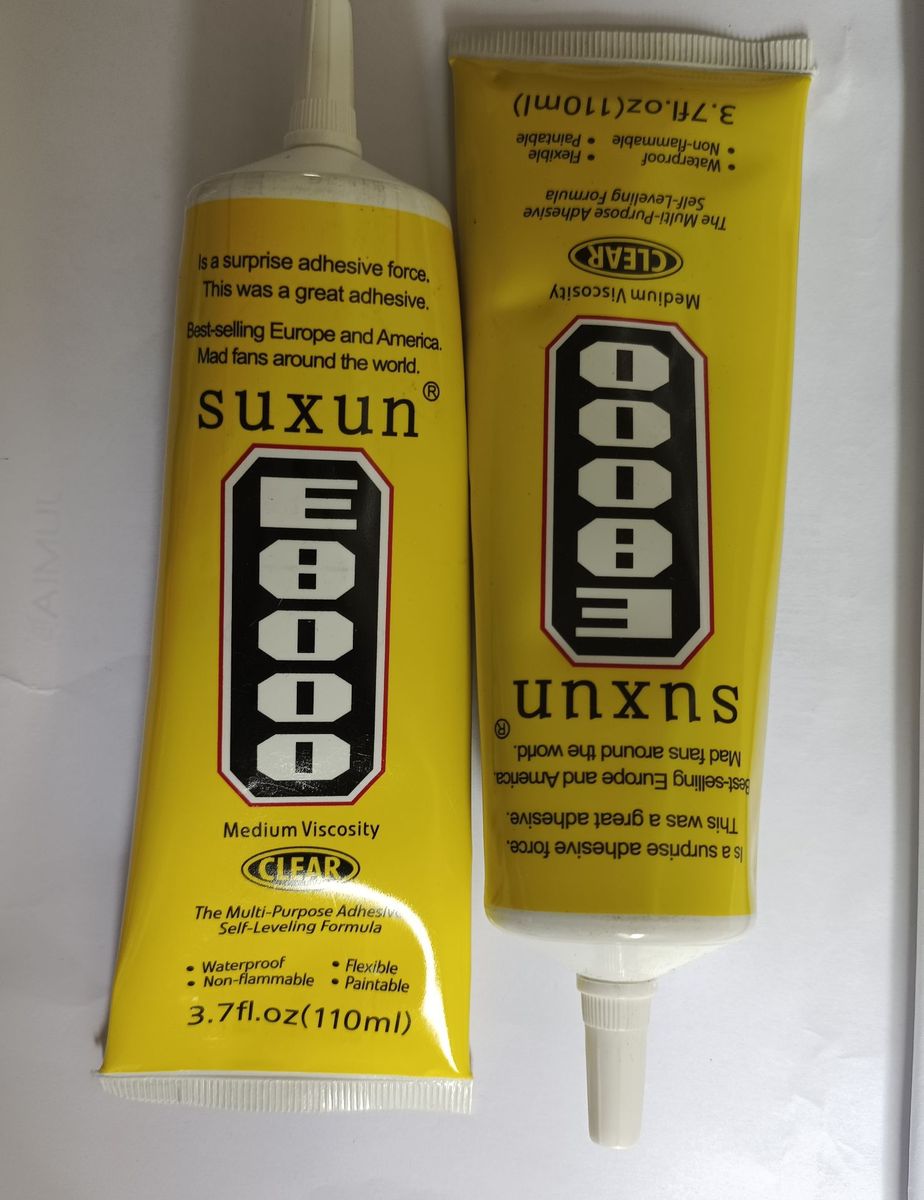 Is a surprise adhesive force.
This was a great adhesive.
Best-selling Europe and America.
Mad fans around the world.
suxun®
E8000
Medium Viscosity
CLEAR
The Multi-Purpose Adhesive
Self-Leveling Formula
• Waterproof • Flexible
• Non-flammable • Paintable
3.7fl.oz(110ml)
Is a surprise adhesive force.
This was a great adhesive.
Best-selling Europe and America
Mad fans around the world.
suxun®
E8000
Medium Viscosity
CLEAR
The Multi-Purpose Adhesive
Self-Leveling Formula
• Waterproof • Flexible
• Non-flammable • Paintable
3.7fl.oz(110ml)